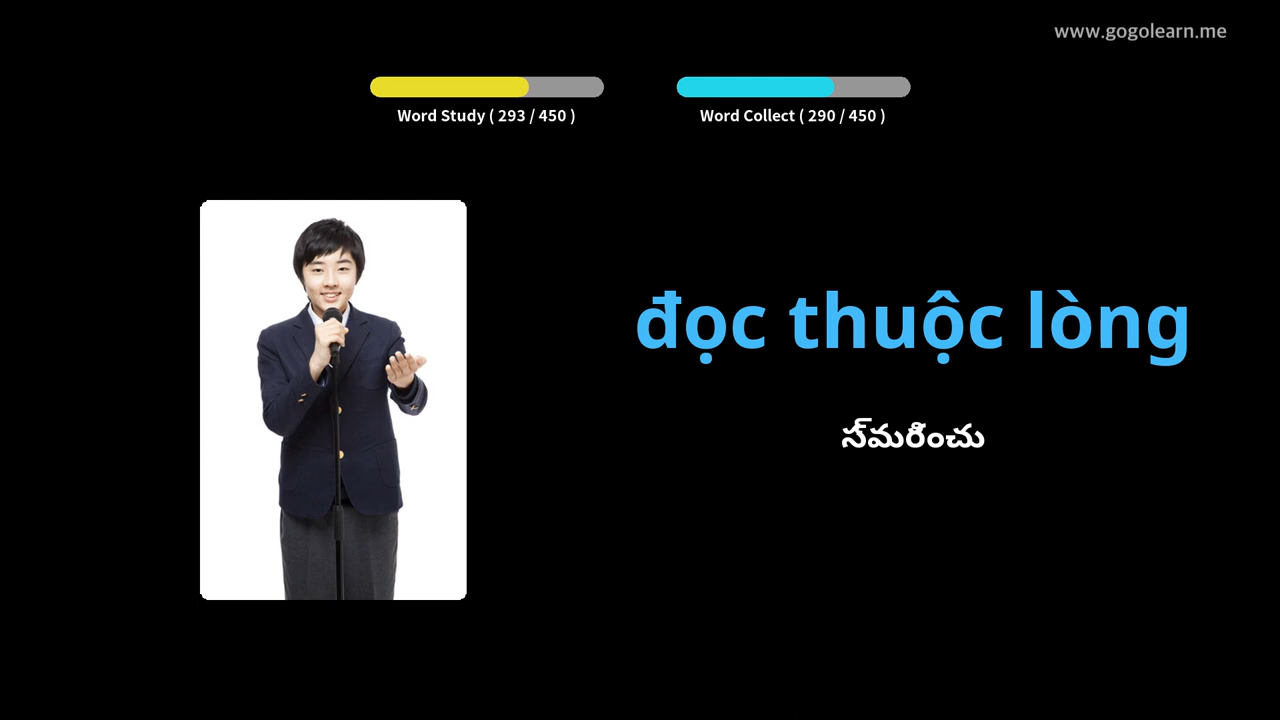 www.gogolearn.me
Word Study ( 293 / 450 )
Word Collect ( 290 / 450 )
đọc thuộc lòng
స్మరించు